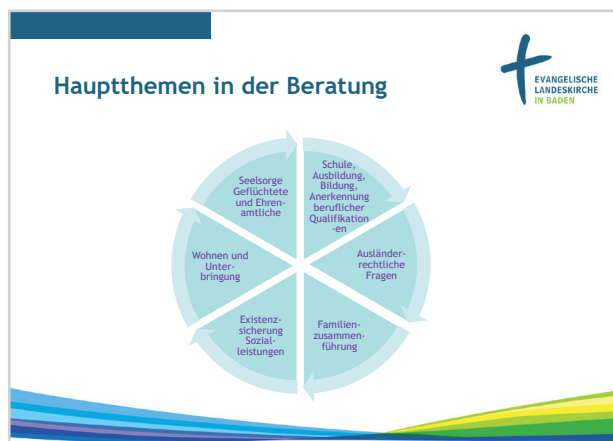 Hauptthemen in der Beratung
EVANGELISCHE
LANDESKIRCHE
IN BADEN
Seelsorge
Geflüchtete
und Ehren-
amtliche
Schule,
Ausbildung,
Bildung,
Anerkennung
beruflicher
Qualifikation
-en
Wohnen und
Unter-
bringung
Ausländer-
rechtliche
Fragen
Existenz-
sicherung
Sozial-
leistungen
Familien-
zusammen-
führung